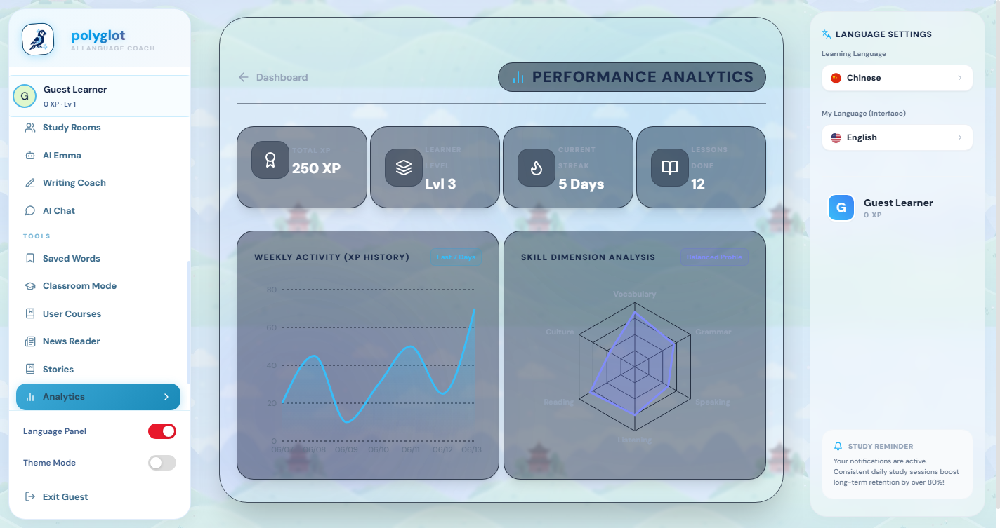 polyglot
AI LANGUAGE COACH
G
Guest Learner
0 XP · Lv 1
Study Rooms
AI Emma
Writing Coach
AI Chat
TOOLS
Saved Words
Classroom Mode
User Courses
News Reader
Stories
Analytics
Language Panel
Theme Mode
Exit Guest
Dashboard
PERFORMANCE ANALYTICS
TOTAL XP
250 XP
LEARNER
LEVEL
Lvl 3
CURRENT
STREAK
5 Days
LESSONS
DONE
12
WEEKLY ACTIVITY (XP HISTORY)
Last 7 Days
80
60
40
20
0
06/07 06/08 06/09 06/10 06/11 06/12 06/13
SKILL DIMENSION ANALYSIS
Balanced Profile
Vocabulary
Culture
Grammar
Reading
Speaking
Listening
LANGUAGE SETTINGS
Learning Language
Chinese
My Language (Interface)
English
G
Guest Learner
0 XP
STUDY REMINDER
Your notifications are active.
Consistent daily study sessions boost
long-term retention by over 80%!